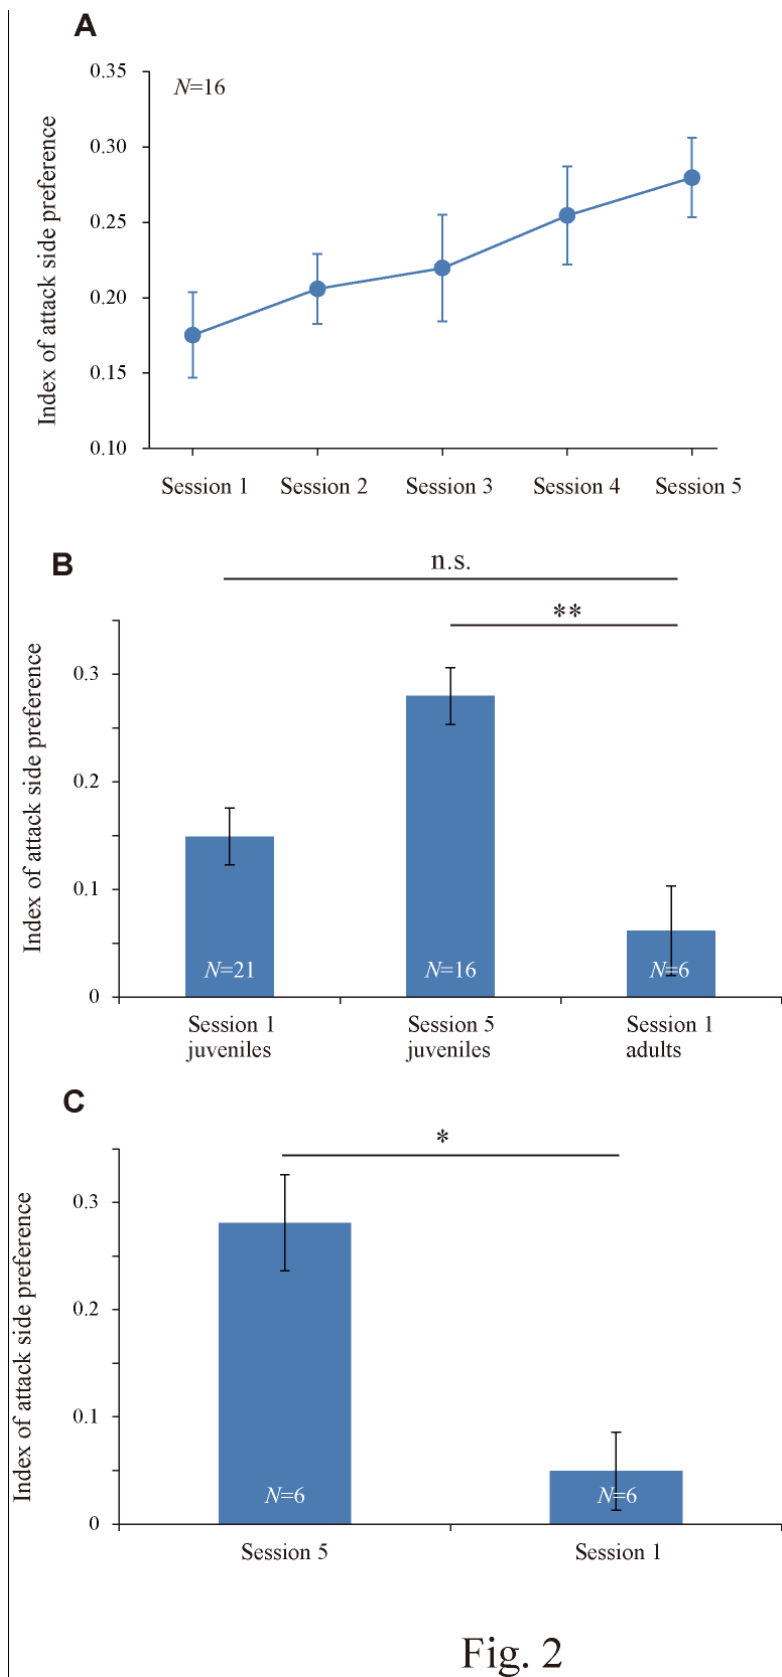 A
0.35
N=16
0.30
0.25
0.20
0.15
0.10
Index of attack side preference
Session 1 Session 2 Session 3 Session 4 Session 5
B
n.s.
**
0.3
0.2
0.1
0
Index of attack side preference
N=21 N=16 N=6
Session 1 Session 5 Session 1
juveniles juveniles adults
C
*
0.3
0.2
0.1
0
Index of attack side preference
N=6 N=6
Session 5 Session 1
Fig. 2